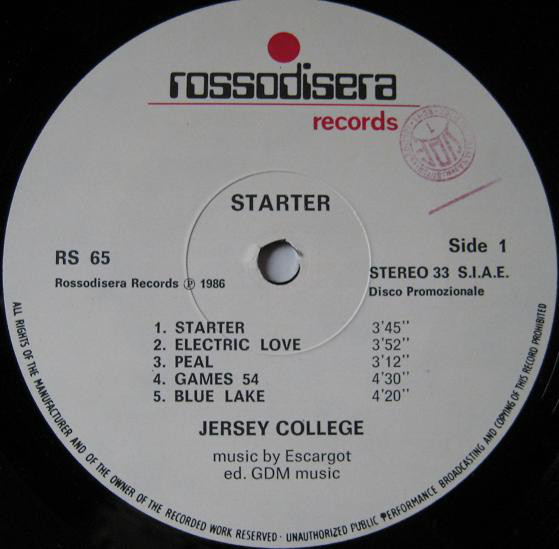 rossodisera
records
STARTER
RS 65
Side 1
Rossodisera Records ℗ 1986
STEREO 33 S.I.A.E.
Disco Promozionale
1. STARTER 3'45"
2. ELECTRIC LOVE 3'52"
3. PEAL 3'12"
4. GAMES 54 4'30"
5. BLUE LAKE 4'20"
JERSEY COLLEGE
music by Escargot
ed. GDM music
ALL RIGHTS OF THE MANUFACTURER AND OF THE OWNER OF THE RECORDED WORK RESERVED · UNAUTHORIZED PUBLIC PERFORMANCE BROADCASTING AND COPYING OF THIS RECORD PROHIBITED